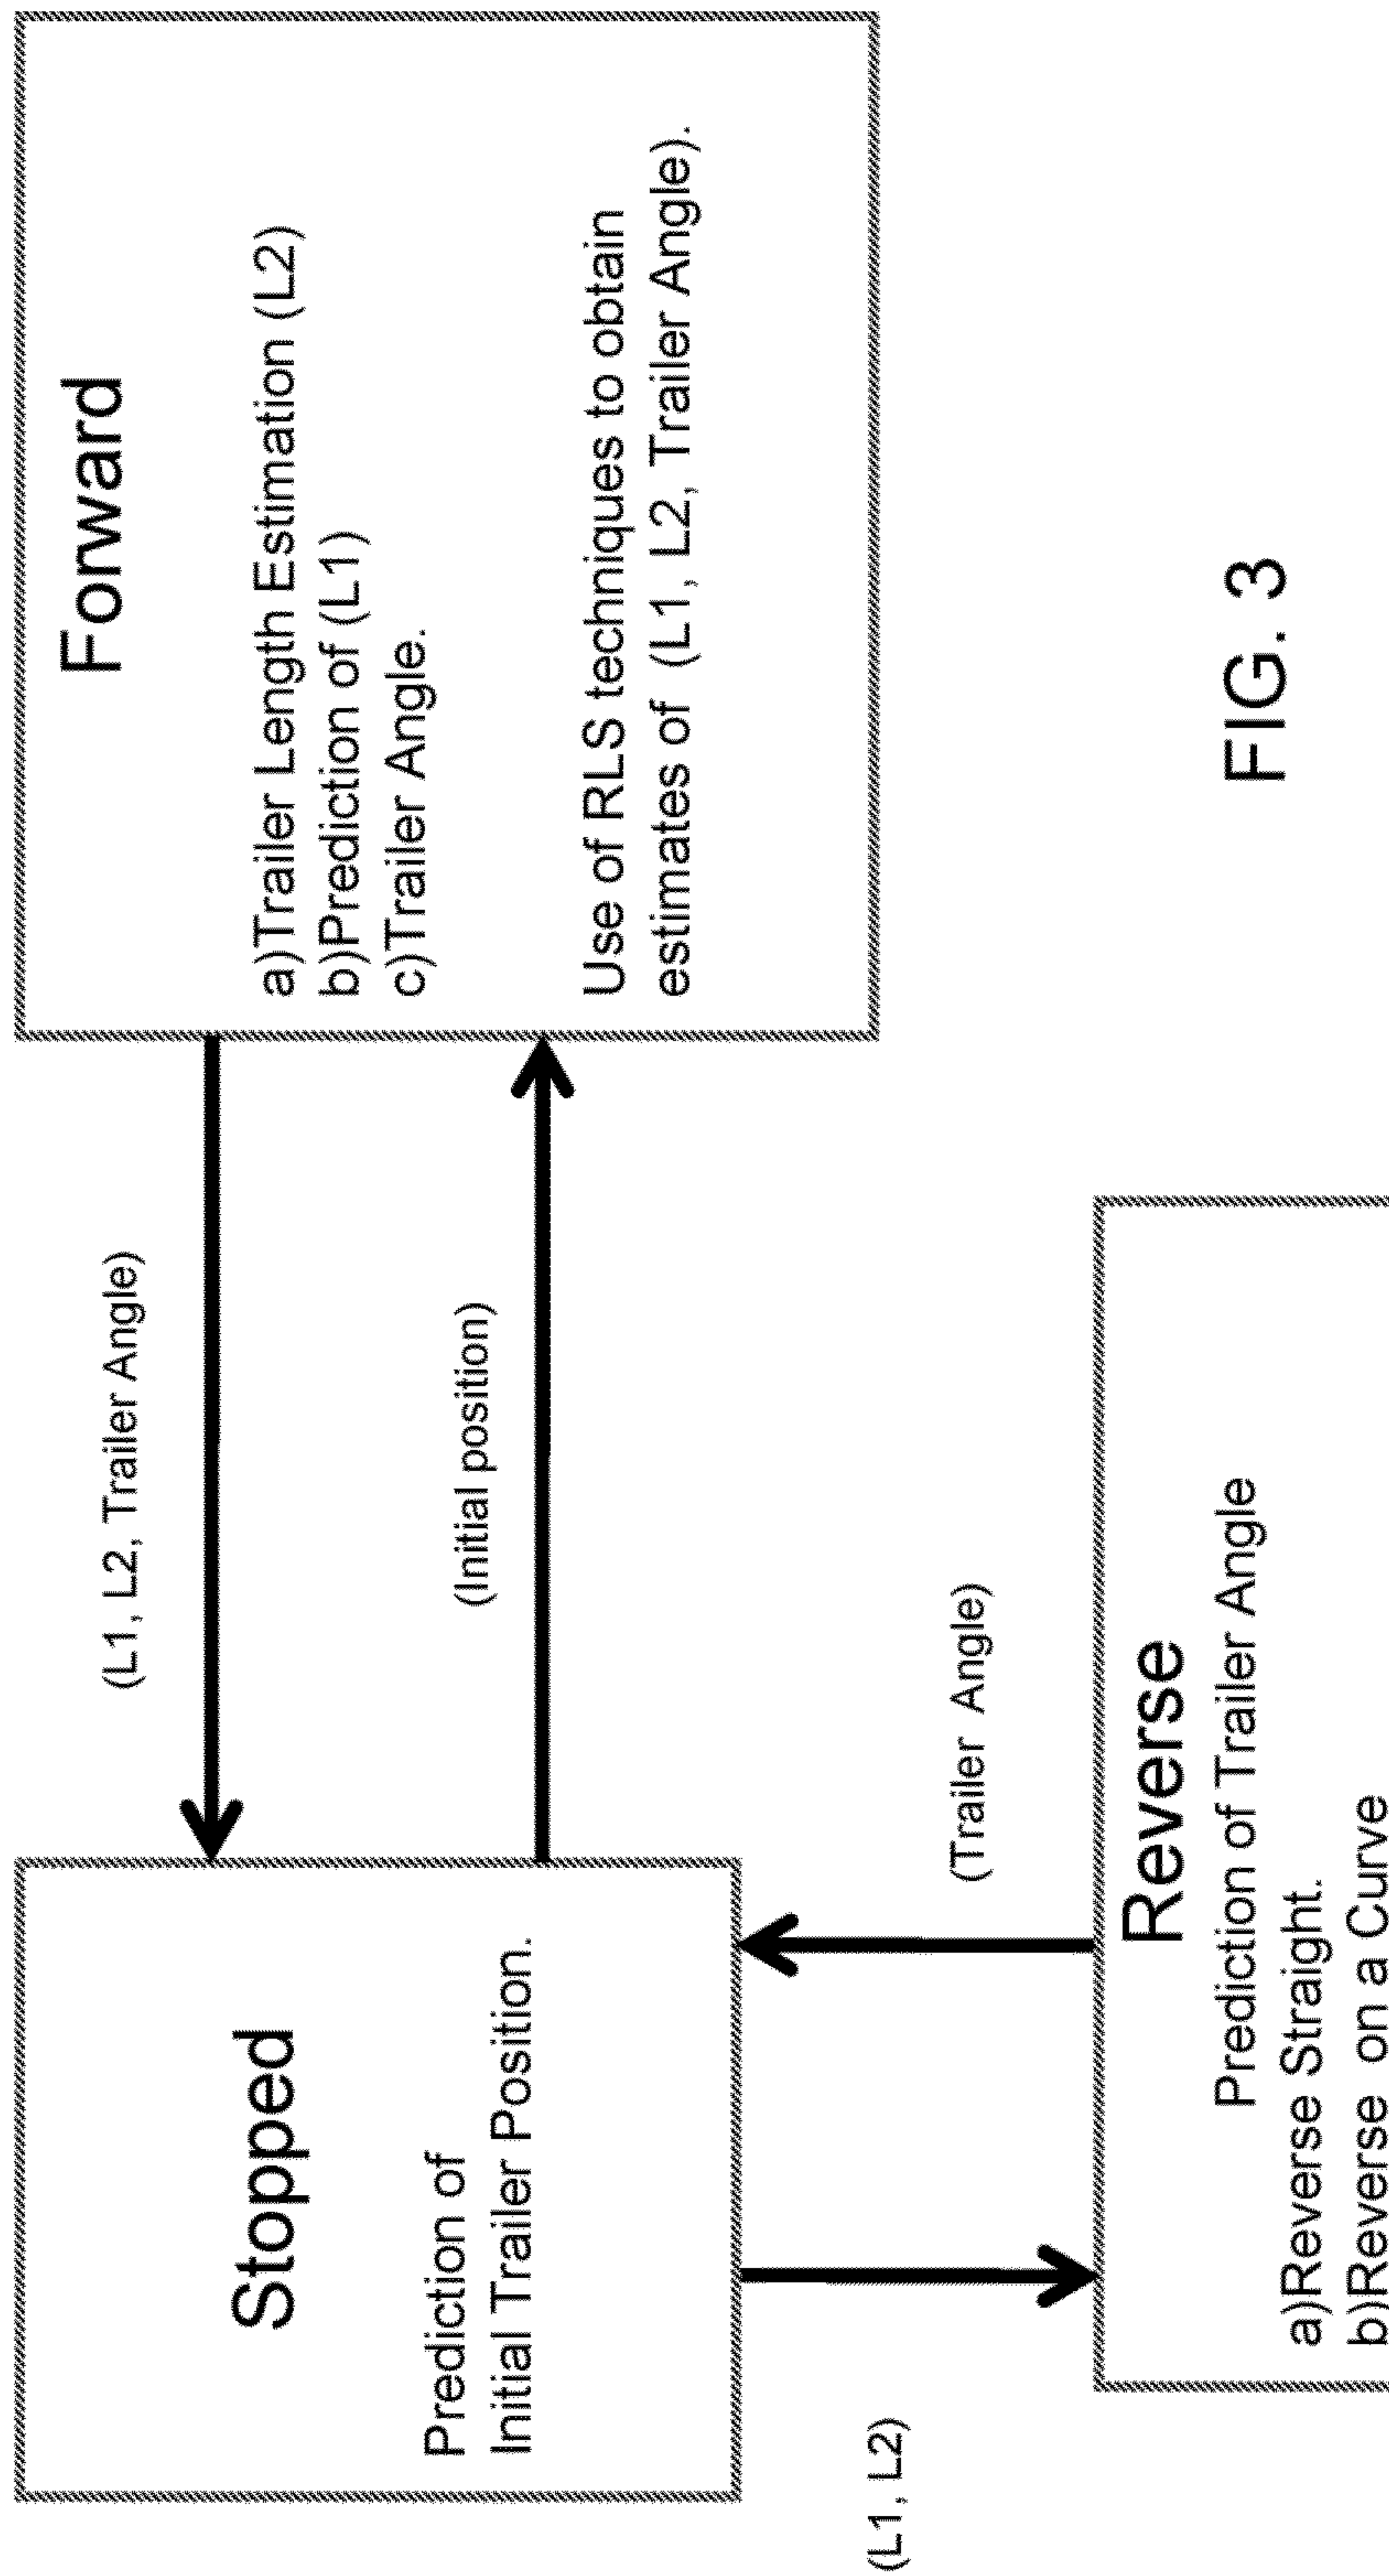 Stopped
Prediction of
Initial Trailer Position.
(L1, L2, Trailer Angle)
(Initial position)
Forward
a)Trailer Length Estimation (L2)
b)Prediction of (L1)
c)Trailer Angle.
Use of RLS techniques to obtain
estimates of (L1, L2, Trailer Angle).
(L1, L2)
(Trailer Angle)
Reverse
Prediction of Trailer Angle
a)Reverse Straight.
b)Reverse on a Curve
FIG. 3